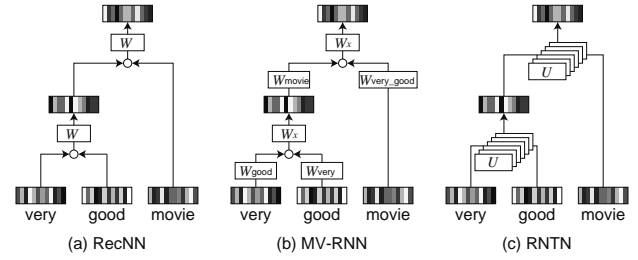 W
W
very good movie
(a) RecNN
Wx
Wmovie Wvery_good
Wx
Wgood Wvery
very good movie
(b) MV-RNN
U
U
very good movie
(c) RNTN